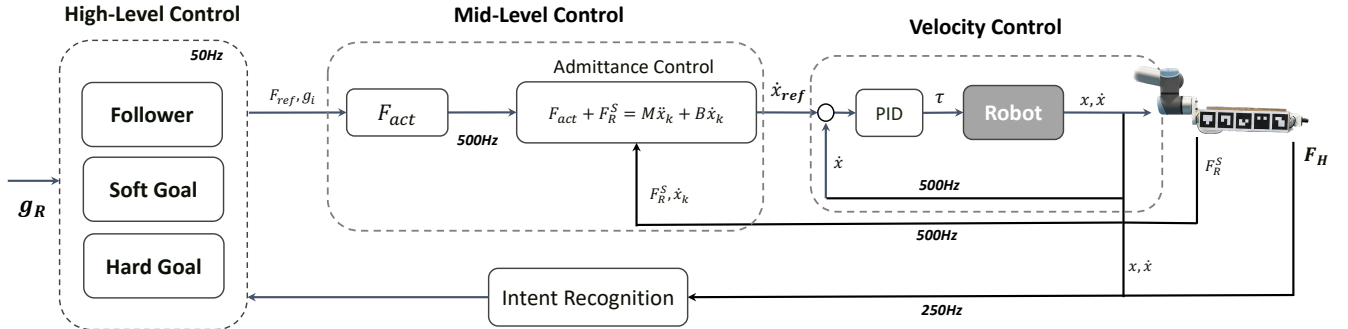 High-Level Control
Mid-Level Control
Velocity Control
50Hz
Follower
Soft Goal
Hard Goal
g_R
F_ref, g_i
F_act
500Hz
Admittance Control
F_act + F_R^S = Mẍ_k + Bẋ_k
F_R^S, ẋ_k
ẋ_ref
PID
τ
Robot
x, ẋ
ẋ
500Hz
F_R^S
F_H
500Hz
x, ẋ
Intent Recognition
250Hz